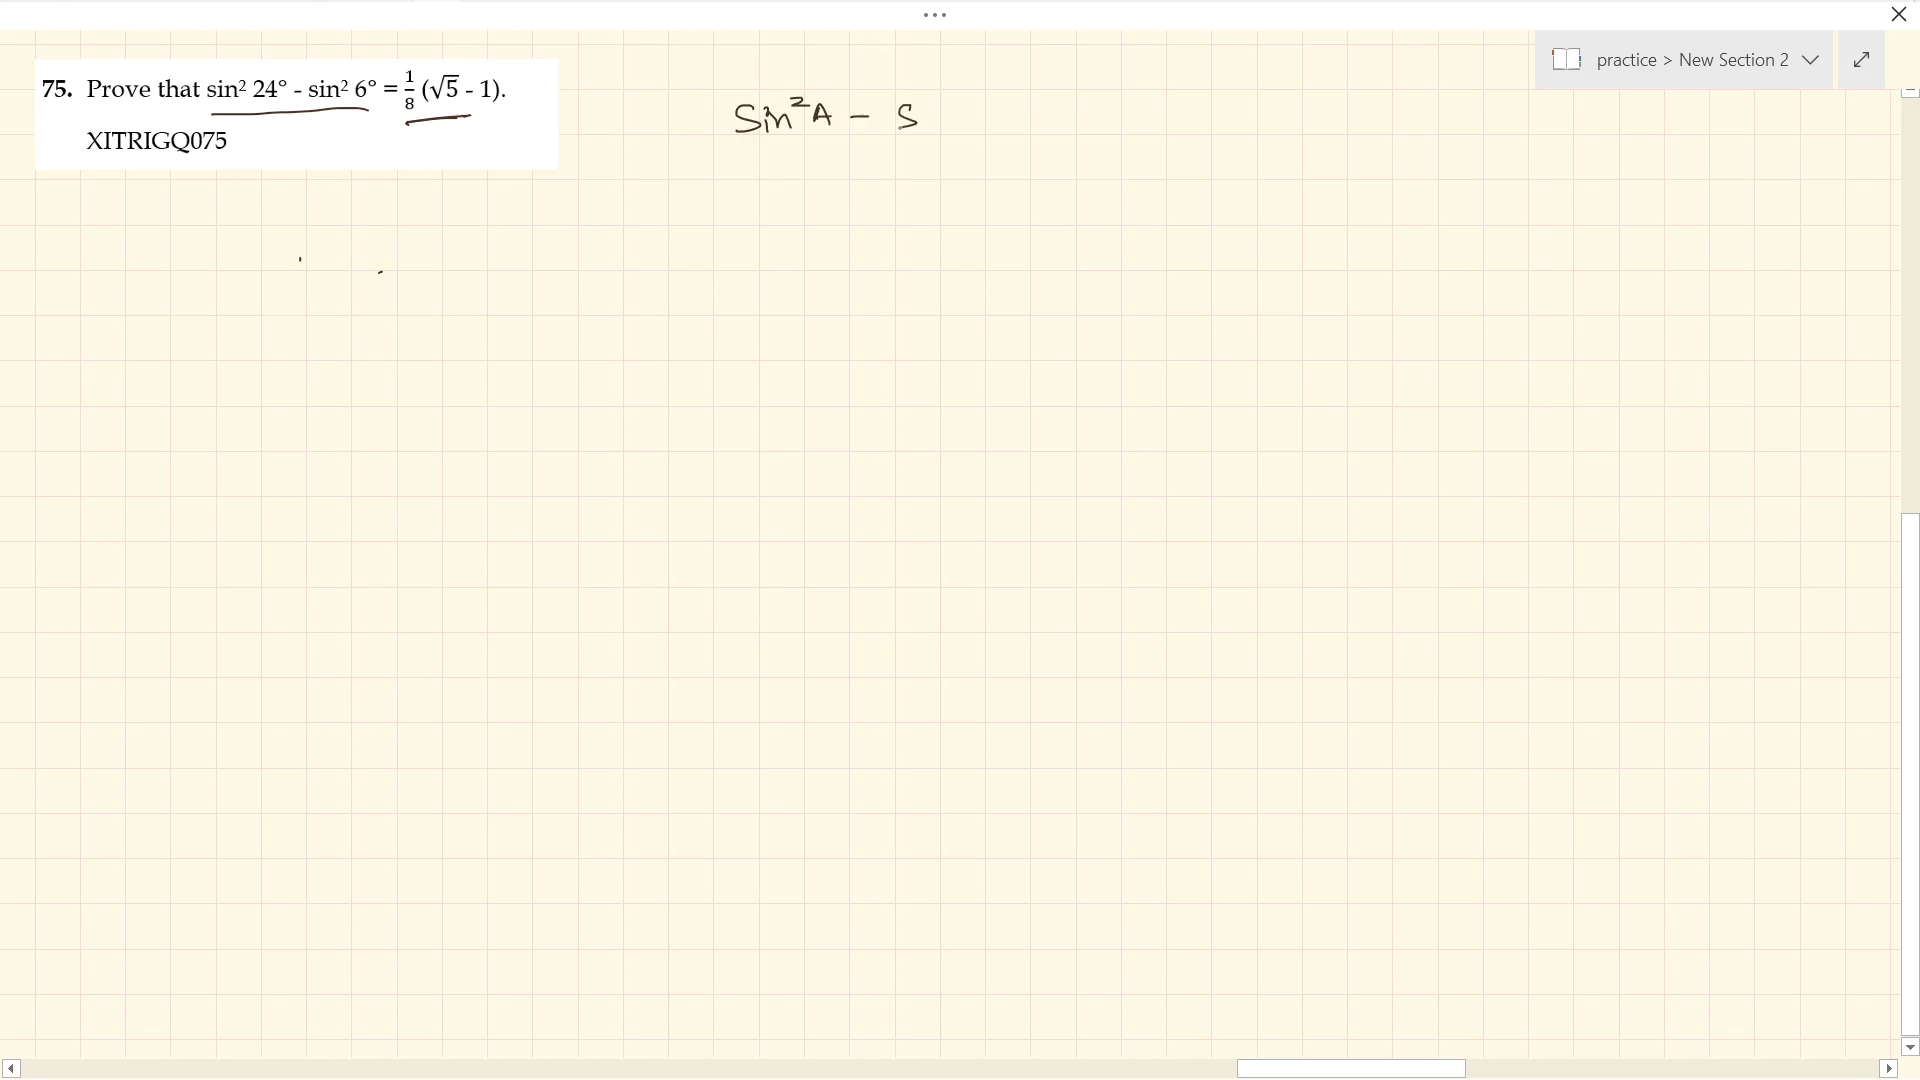 practice > New Section 2
75. Prove that sin² 24° - sin² 6° = 1/8 (√5 - 1).
XITRIGQ075
Sin²A - S